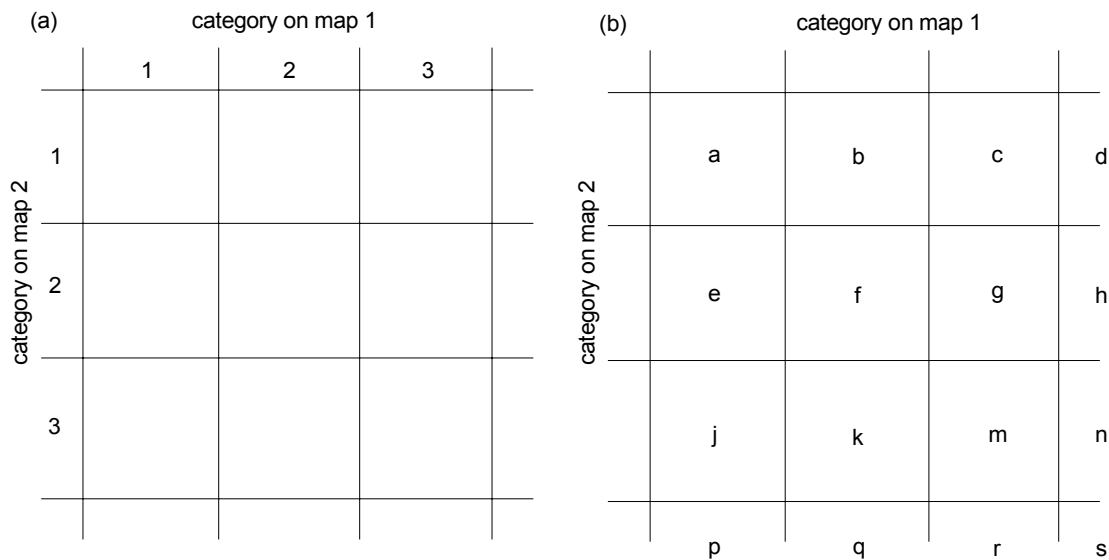 (a)
category on map 1
1 2 3
category on map 2
1
2
3
(b)
category on map 1
category on map 2
a b c d
e f g h
j k m n
p q r s